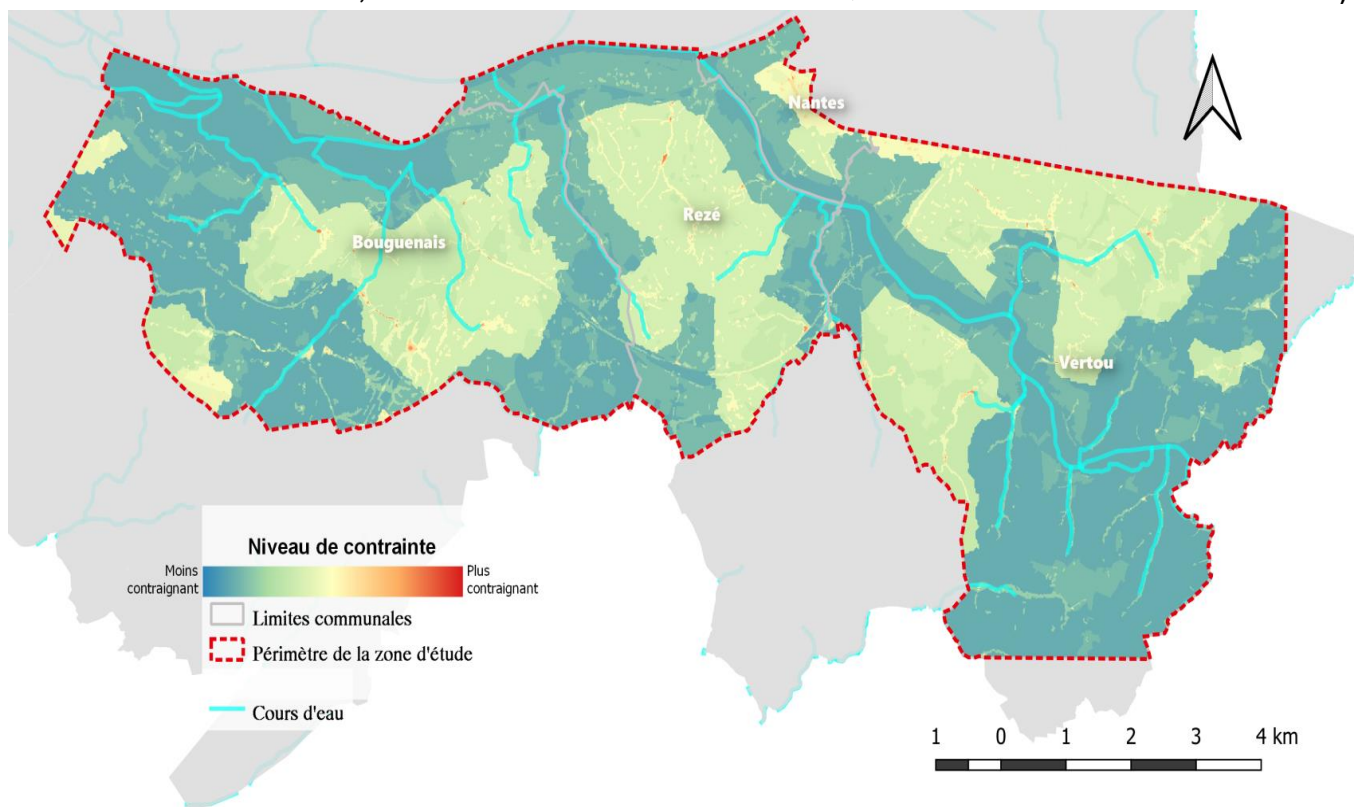 Nantes
Rezé
Bouguenais
Vertou
Niveau de contrainte
Moins
contraignant
Plus
contraignant
Limites communales
Périmètre de la zone d'étude
Cours d'eau
1 0 1 2 3 4 km